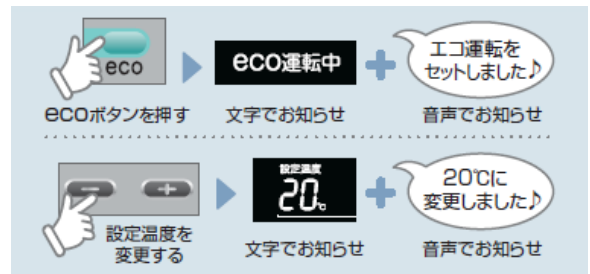 eco
eco運転中
エコ運転を
セットしました♪
ecoボタンを押す
文字でお知らせ
音声でお知らせ
設定温度
20℃
20℃に
変更しました♪
設定温度を
変更する
文字でお知らせ
音声でお知らせ